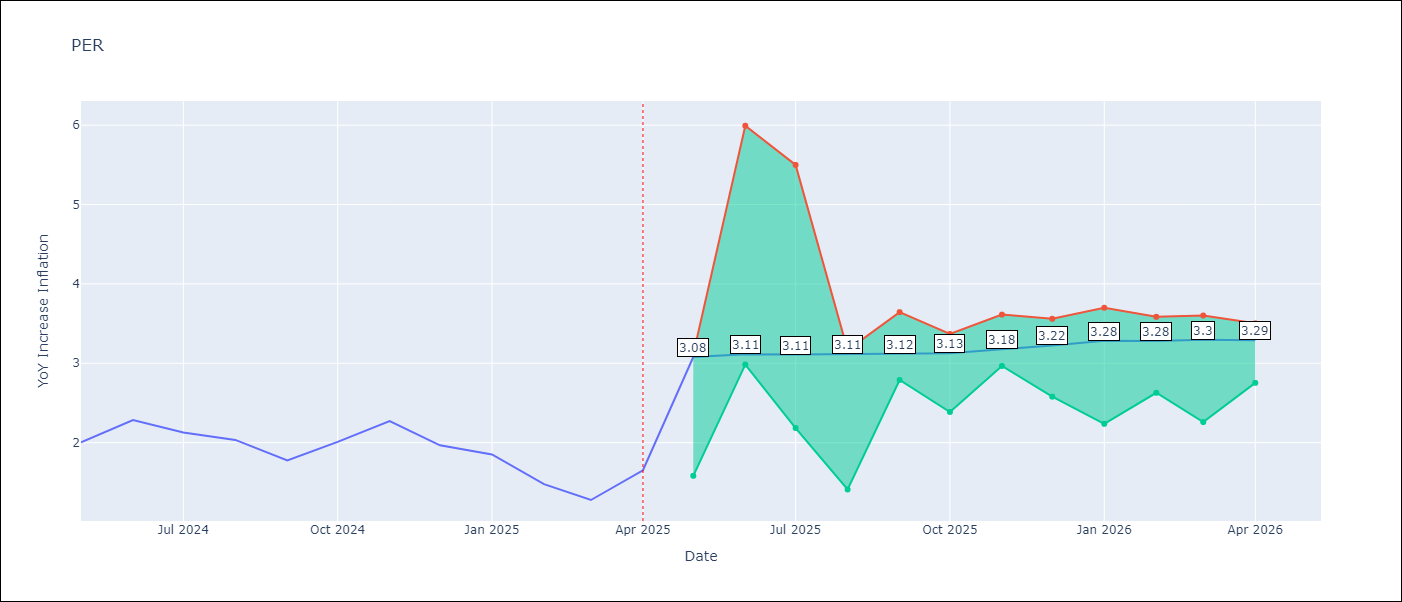 PER
YoY Increase Inflation
6
5
4
3
2
3.08
3.11
3.11
3.11
3.12
3.13
3.18
3.22
3.28
3.28
3.3
3.29
Jul 2024
Oct 2024
Jan 2025
Apr 2025
Jul 2025
Oct 2025
Jan 2026
Apr 2026
Date